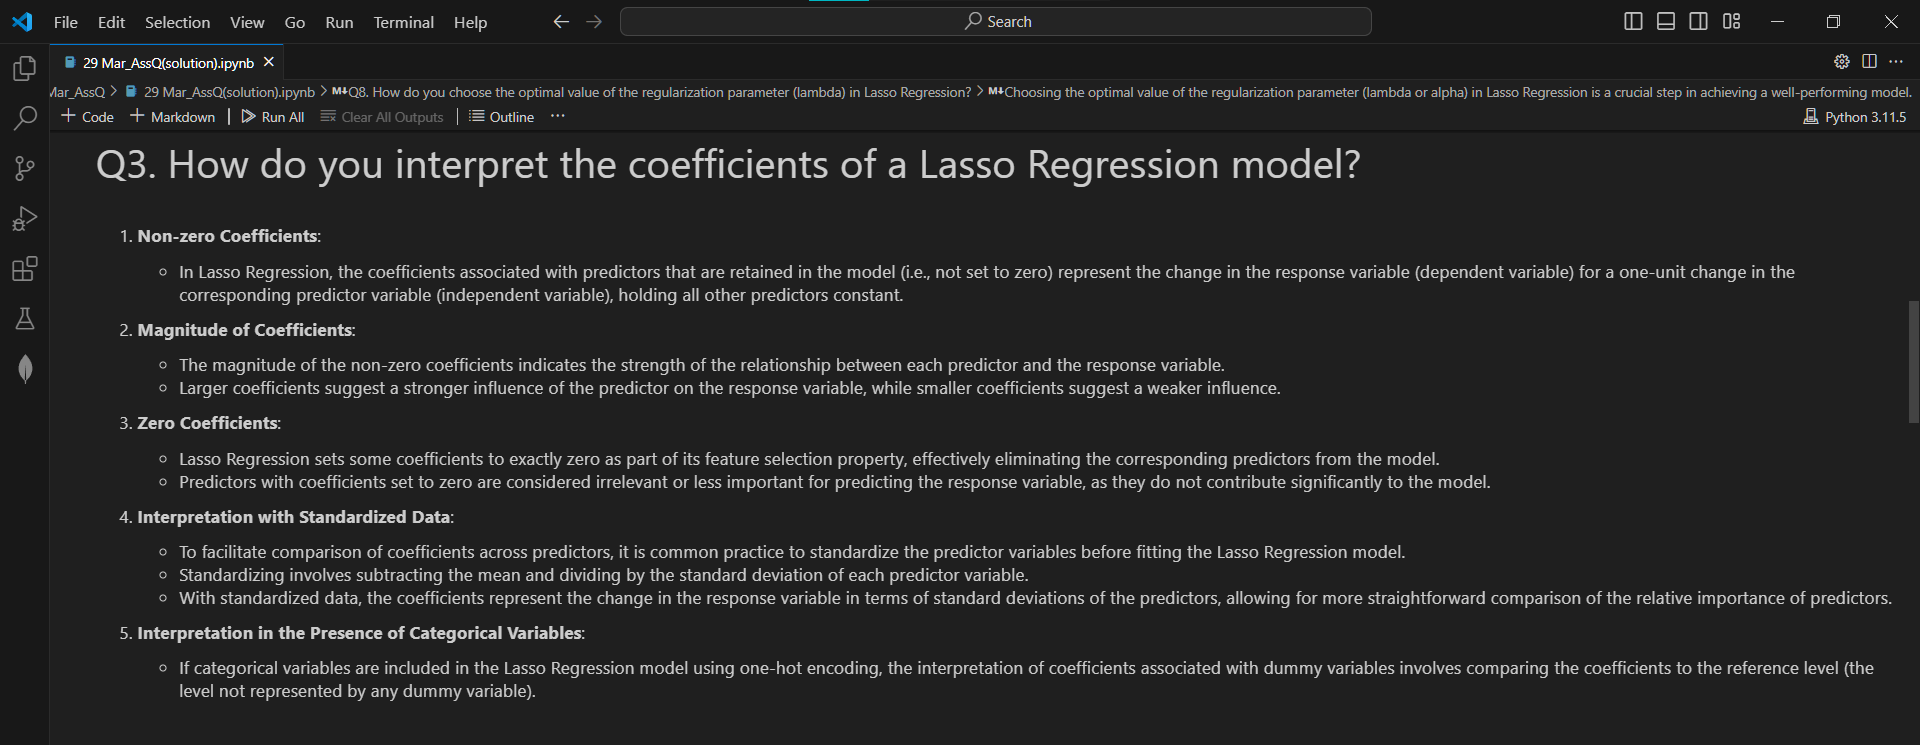 File Edit Selection View Go Run Terminal Help Search
29 Mar_AssQ(solution).ipynb
Mar_AssQ > 29 Mar_AssQ(solution).ipynb > M↓Q8. How do you choose the optimal value of the regularization parameter (lambda) in Lasso Regression? > M↓Choosing the optimal value of the regularization parameter (lambda or alpha) in Lasso Regression is a crucial step in achieving a well-performing model.
+ Code + Markdown | Run All Clear All Outputs | Outline ... Python 3.11.5
Q3. How do you interpret the coefficients of a Lasso Regression model?
1. Non-zero Coefficients:
In Lasso Regression, the coefficients associated with predictors that are retained in the model (i.e., not set to zero) represent the change in the response variable (dependent variable) for a one-unit change in the
corresponding predictor variable (independent variable), holding all other predictors constant.
2. Magnitude of Coefficients:
The magnitude of the non-zero coefficients indicates the strength of the relationship between each predictor and the response variable.
Larger coefficients suggest a stronger influence of the predictor on the response variable, while smaller coefficients suggest a weaker influence.
3. Zero Coefficients:
Lasso Regression sets some coefficients to exactly zero as part of its feature selection property, effectively eliminating the corresponding predictors from the model.
Predictors with coefficients set to zero are considered irrelevant or less important for predicting the response variable, as they do not contribute significantly to the model.
4. Interpretation with Standardized Data:
To facilitate comparison of coefficients across predictors, it is common practice to standardize the predictor variables before fitting the Lasso Regression model.
Standardizing involves subtracting the mean and dividing by the standard deviation of each predictor variable.
With standardized data, the coefficients represent the change in the response variable in terms of standard deviations of the predictors, allowing for more straightforward comparison of the relative importance of predictors.
5. Interpretation in the Presence of Categorical Variables:
If categorical variables are included in the Lasso Regression model using one-hot encoding, the interpretation of coefficients associated with dummy variables involves comparing the coefficients to the reference level (the
level not represented by any dummy variable).